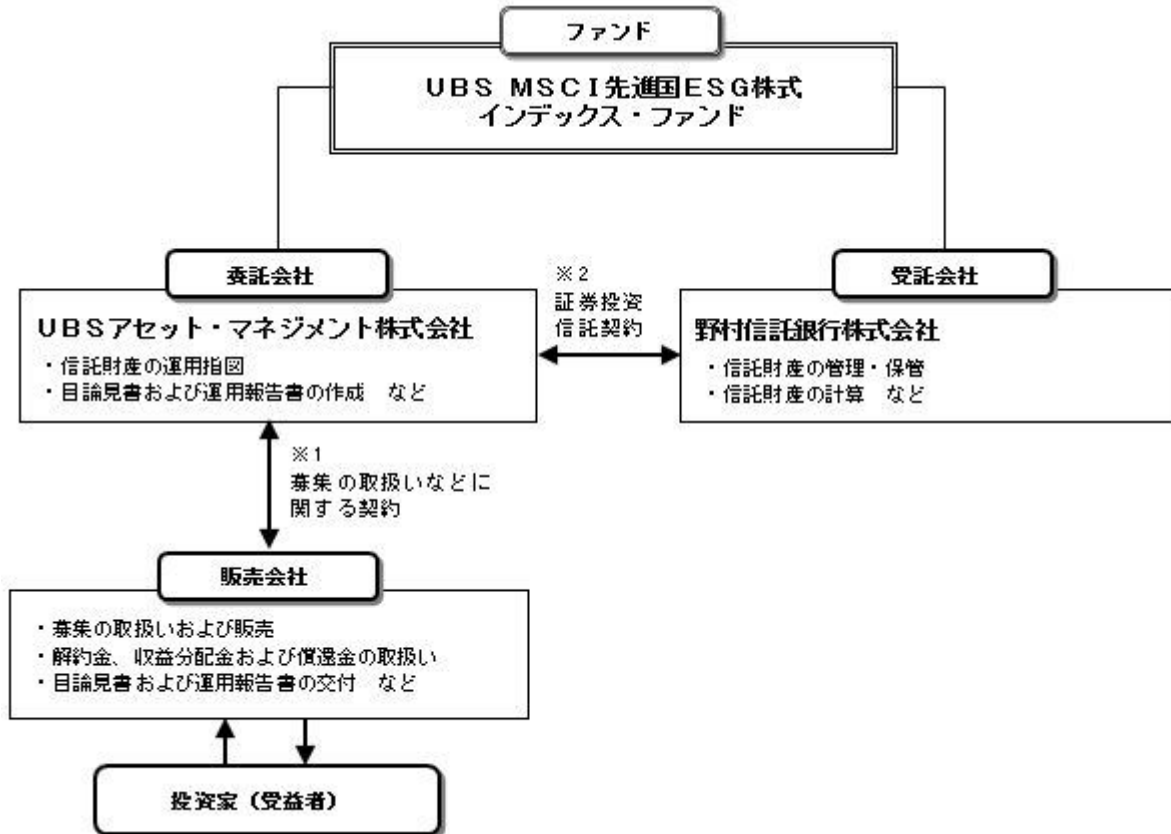 ファンド
UBS MSCI先進国ESG株式
インデックス・ファンド
委託会社
UBSアセット・マネジメント株式会社
・信託財産の運用指図
・目論見書および運用報告書の作成 など
※2
証券投資
信託契約
受託会社
野村信託銀行株式会社
・信託財産の管理・保管
・信託財産の計算 など
※1
募集の取扱いなどに
関する契約
販売会社
・募集の取扱いおよび販売
・解約金、収益分配金および償還金の取扱い
・目論見書および運用報告書の交付 など
投資家（受益者）